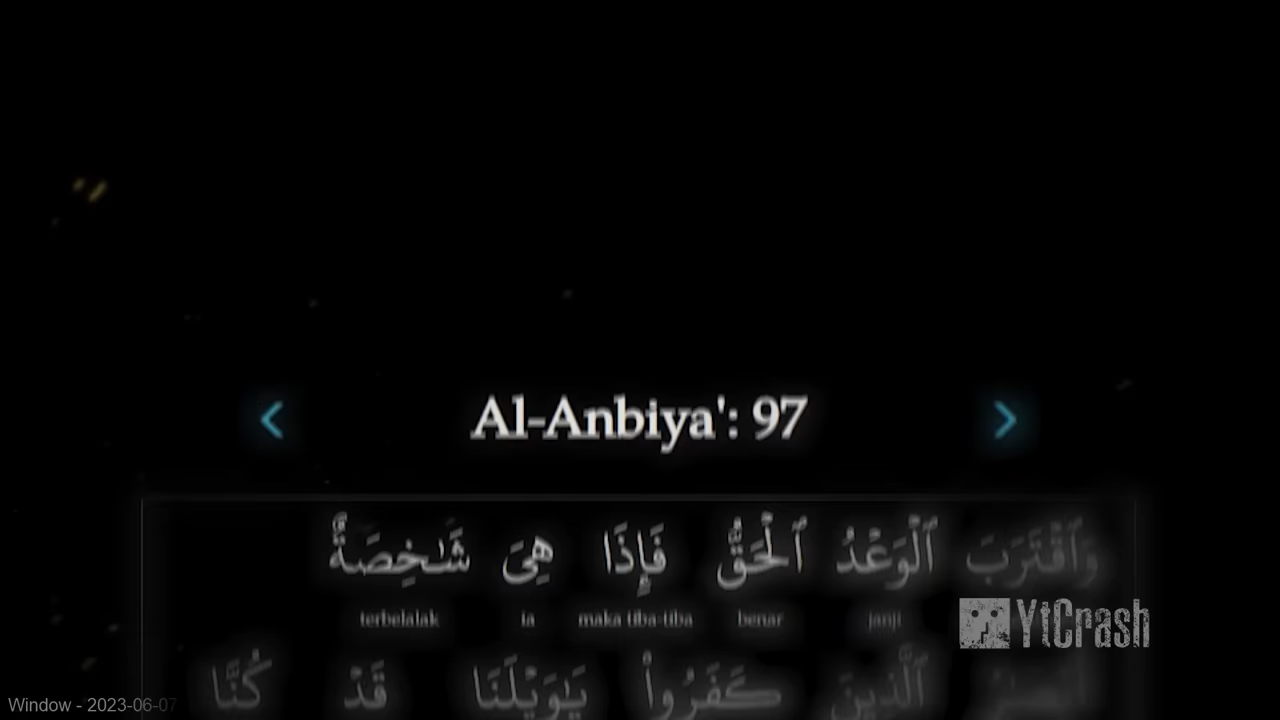 Al-Anbiya': 97
وَٱقْتَرَبَ ٱلْوَعْدُ ٱلْحَقُّ فَإِذَا هِىَ شَـٰخِصَةٌ
janji benar maka tiba-tiba ia terbelalak
ٱلَّذِينَ كَفَرُوا۟ يَـٰوَيْلَنَا قَدْ كُنَّا
YtCrash
Window - 2023-06-07